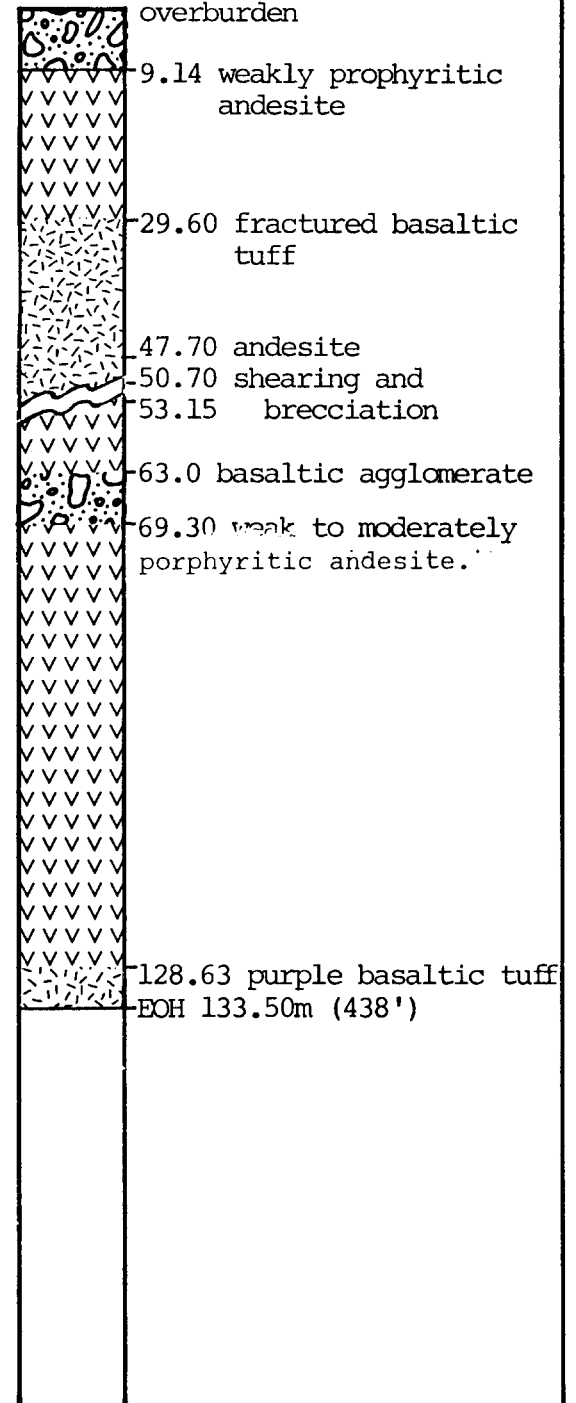 overburden
9.14 weakly prophyritic
andesite
29.60 fractured basaltic
tuff
47.70 andesite
50.70 shearing and
53.15 brecciation
63.0 basaltic agglomerate
69.30 weak to moderately
porphyritic andesite.
128.63 purple basaltic tuff
EOH 133.50m (438')